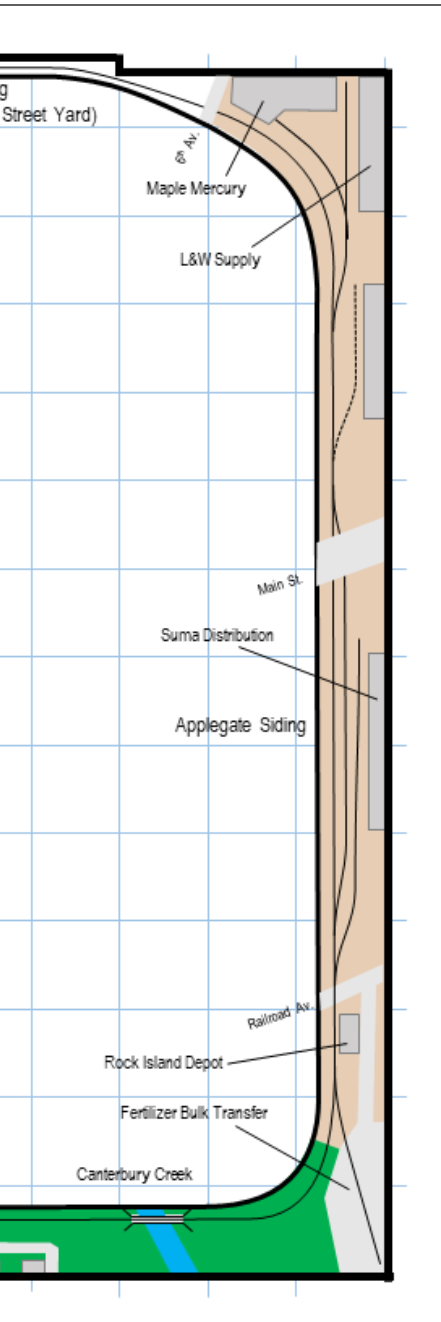 g
Street Yard)
6th Av.
Maple Mercury
L&W Supply
Main St.
Suma Distribution
Applegate Siding
Railroad Av.
Rock Island Depot
Fertilizer Bulk Transfer
Canterbury Creek